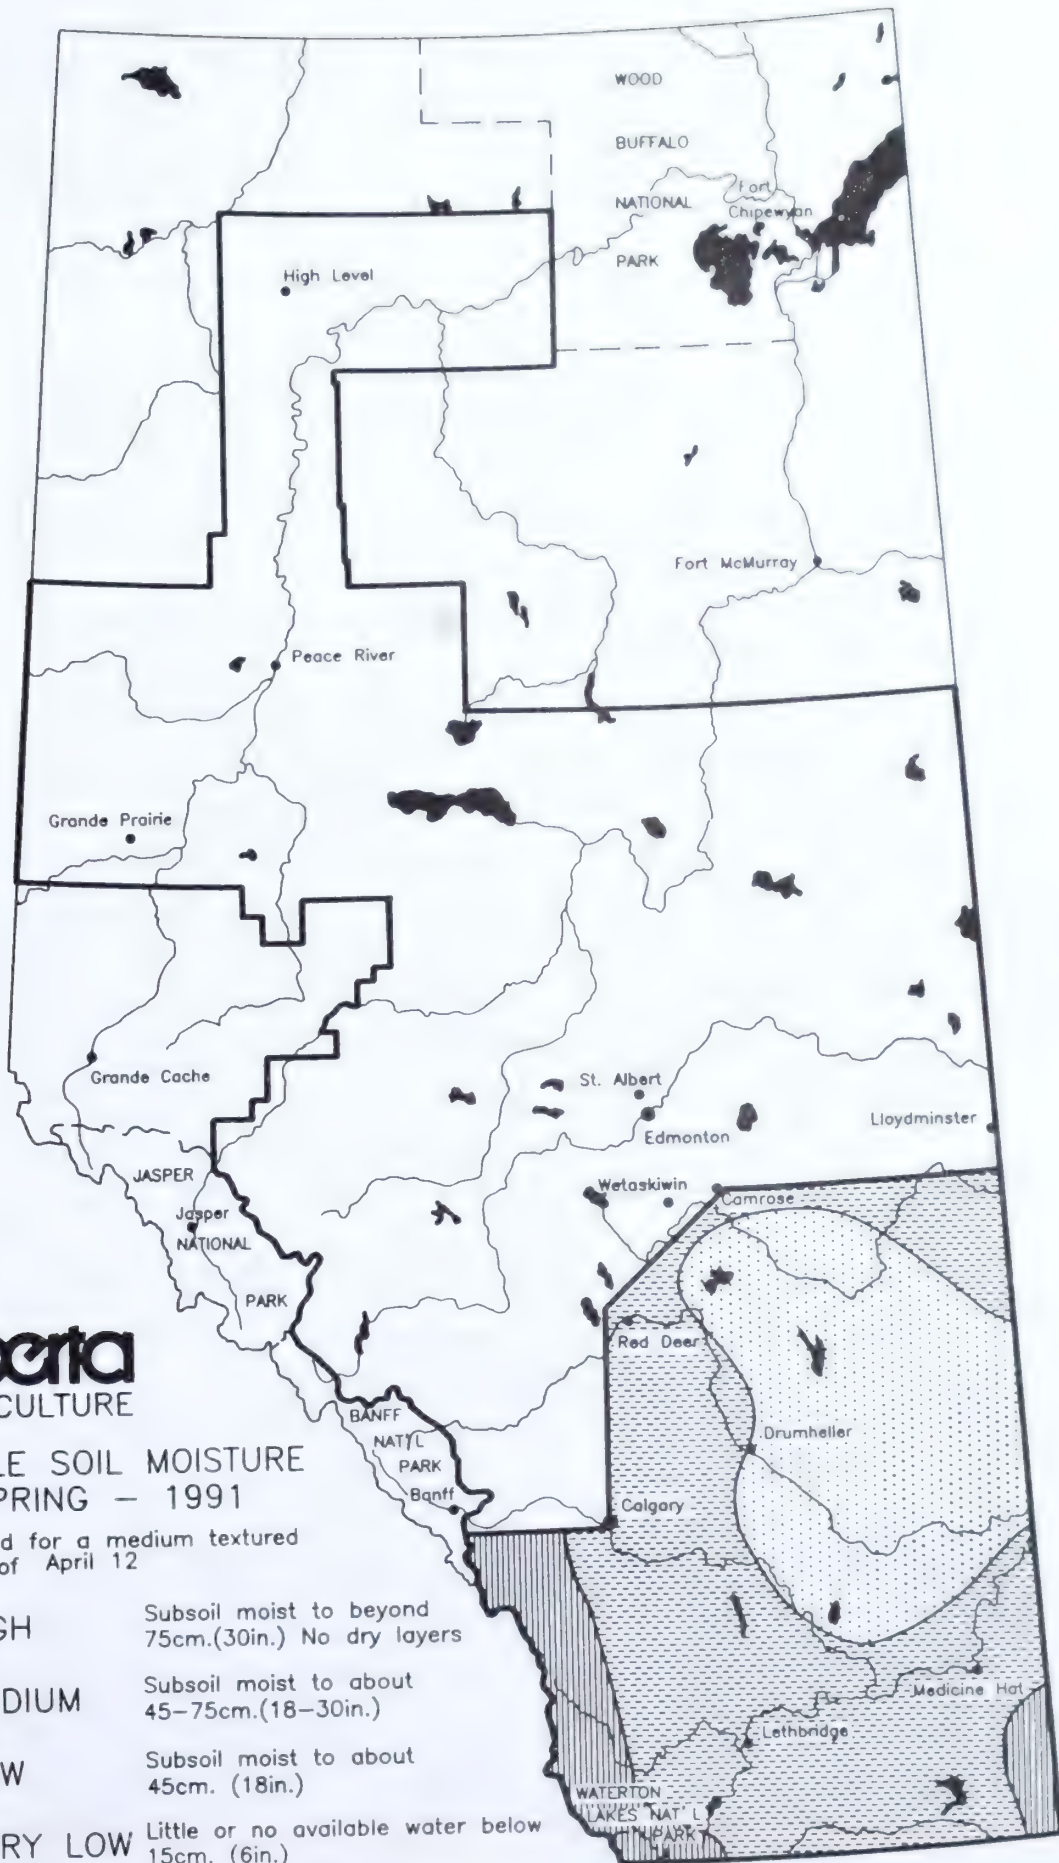 WOOD
BUFFALO
NATIONAL
PARK
Fort
Chipewyan
High Level
Fort McMurray
Peace River
Grande Prairie
Grande Cache
St. Albert
Edmonton
Lloydminster
JASPER
Jasper
NATIONAL
PARK
Wetaskiwin
Camrose
Red Deer
BANFF
NAT'L
PARK
Banff
Drumheller
Calgary
Medicine Hat
Lethbridge
WATERTON
LAKES NAT'L
PARK
berta
CULTURE
LE SOIL MOISTURE
PRING – 1991
d for a medium textured
of April 12
GH Subsoil moist to beyond
75cm.(30in.) No dry layers
DIUM Subsoil moist to about
45–75cm.(18–30in.)
W Subsoil moist to about
45cm. (18in.)
RY LOW Little or no available water below
15cm. (6in.)